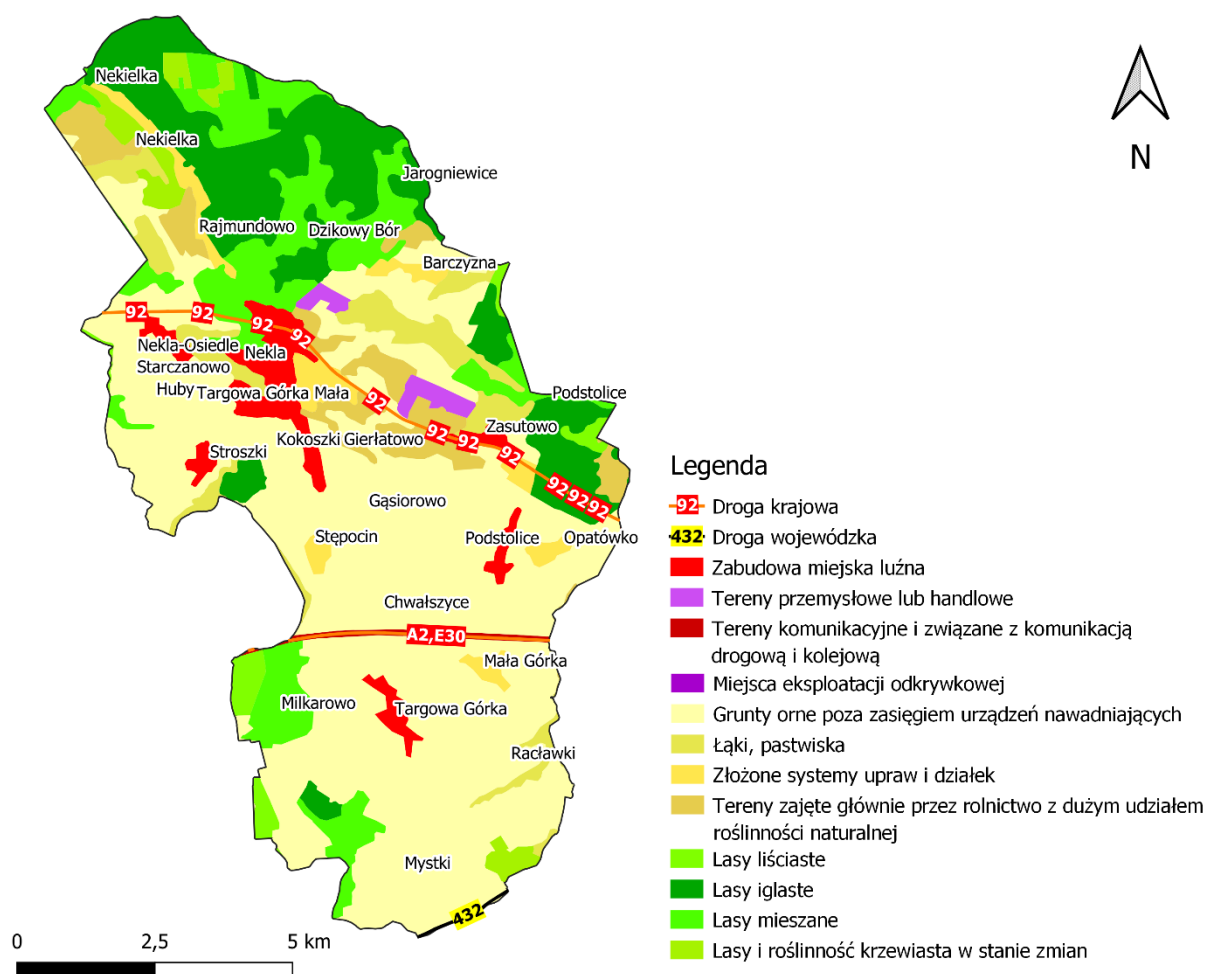 Nekielka
Nekielka
N
Jarogniewice
Rajmundowo
Dzikowy Bór
Barczyzna
92
92
92
92
Nekla-Osiedle
Nekla
Starczanowo
Huby
Targowa Górka
Mała
92
Podstolice
Kokoszki
Gierłatowo
92
92
Zasutowo
92
Stroszki
92
92
92
Gąsiorowo
Stępocin
Podstolice
Opatówko
Chwałszyce
A2,E30
Mała Górka
Milkarowo
Targowa Górka
Racławki
Mystki
432
0
2,5
5 km
Legenda
92
Droga krajowa
432
Droga wojewódzka
Zabudowa miejska luźna
Tereny przemysłowe lub handlowe
Tereny komunikacyjne i związane z komunikacją
drogową i kolejową
Miejsca eksploatacji odkrywkowej
Grunty orne poza zasięgiem urządzeń nawadniających
Łąki, pastwiska
Złożone systemy upraw i działek
Tereny zajęte głównie przez rolnictwo z dużym udziałem
roślinności naturalnej
Lasy liściaste
Lasy iglaste
Lasy mieszane
Lasy i roślinność krzewiasta w stanie zmian